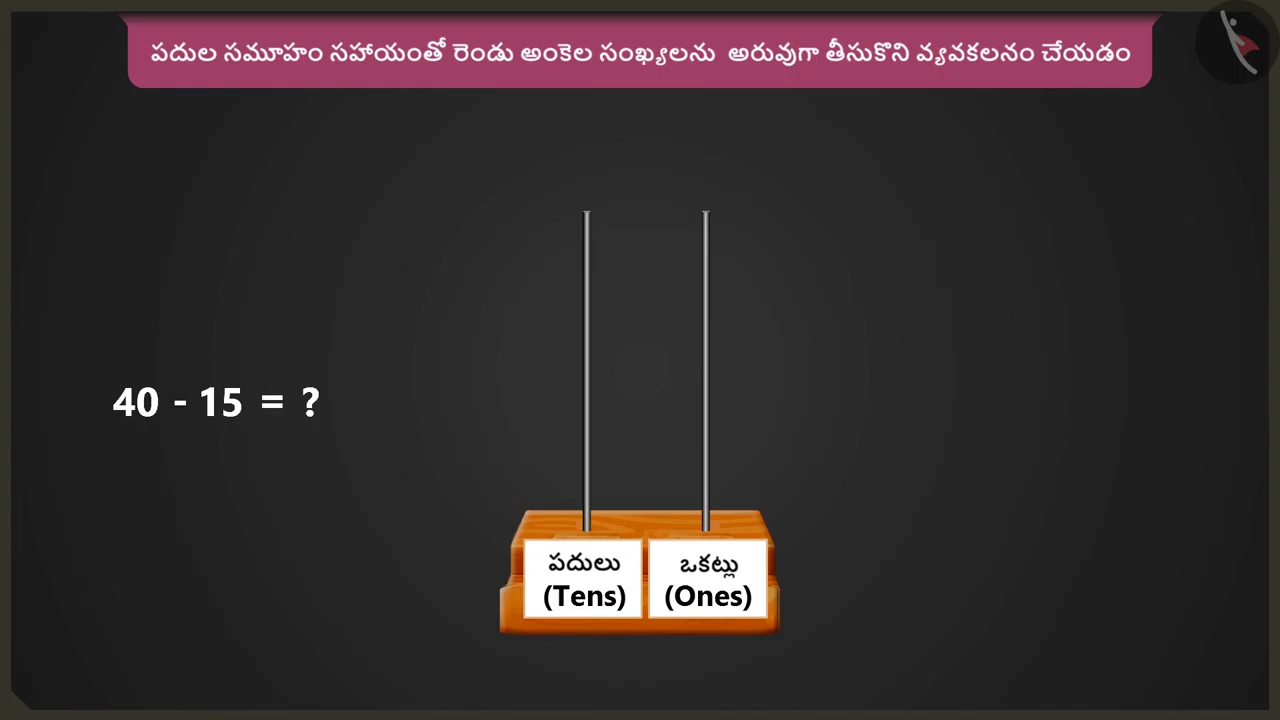 పదుల సమూహం సహాయంతో రెండు అంకెల సంఖ్యలను అరువుగా తీసుకొని వ్యవకలనం చేయడం
40 - 15 = ?
పదులు
(Tens)
ఒకట్లు
(Ones)